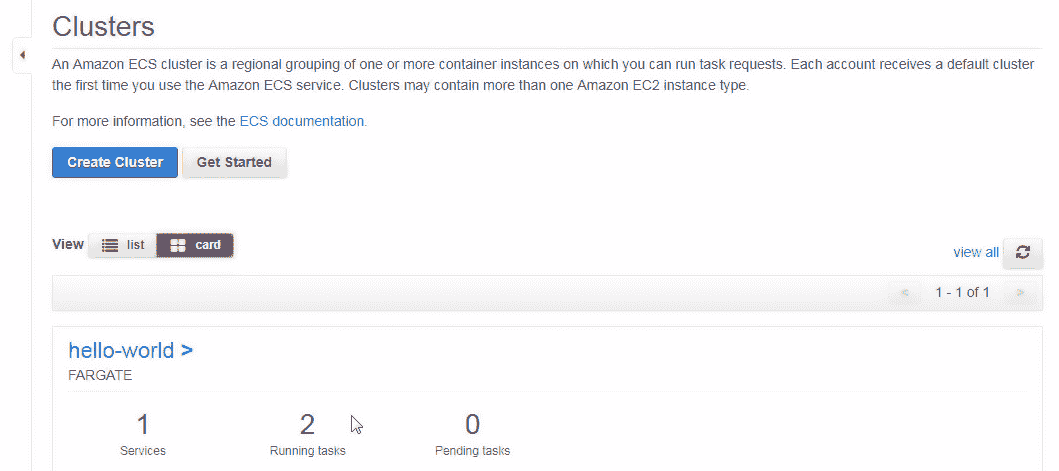 Clusters
An Amazon ECS cluster is a regional grouping of one or more container instances on which you can run task requests. Each account receives a default cluster
the first time you use the Amazon ECS service. Clusters may contain more than one Amazon EC2 instance type.
For more information, see the ECS documentation.
Create Cluster Get Started
View list card
view all
1 - 1 of 1
hello-world >
FARGATE
1 2 0
Services Running tasks Pending tasks